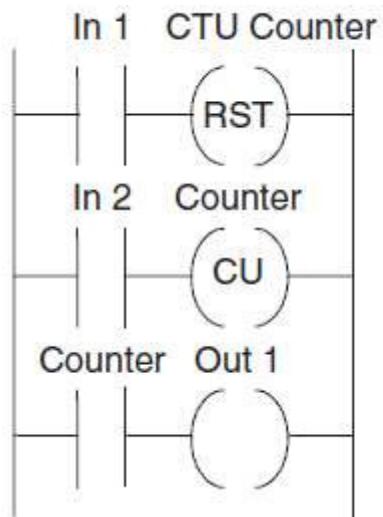 In 1 CTU Counter
RST
In 2 Counter
CU
Counter Out 1